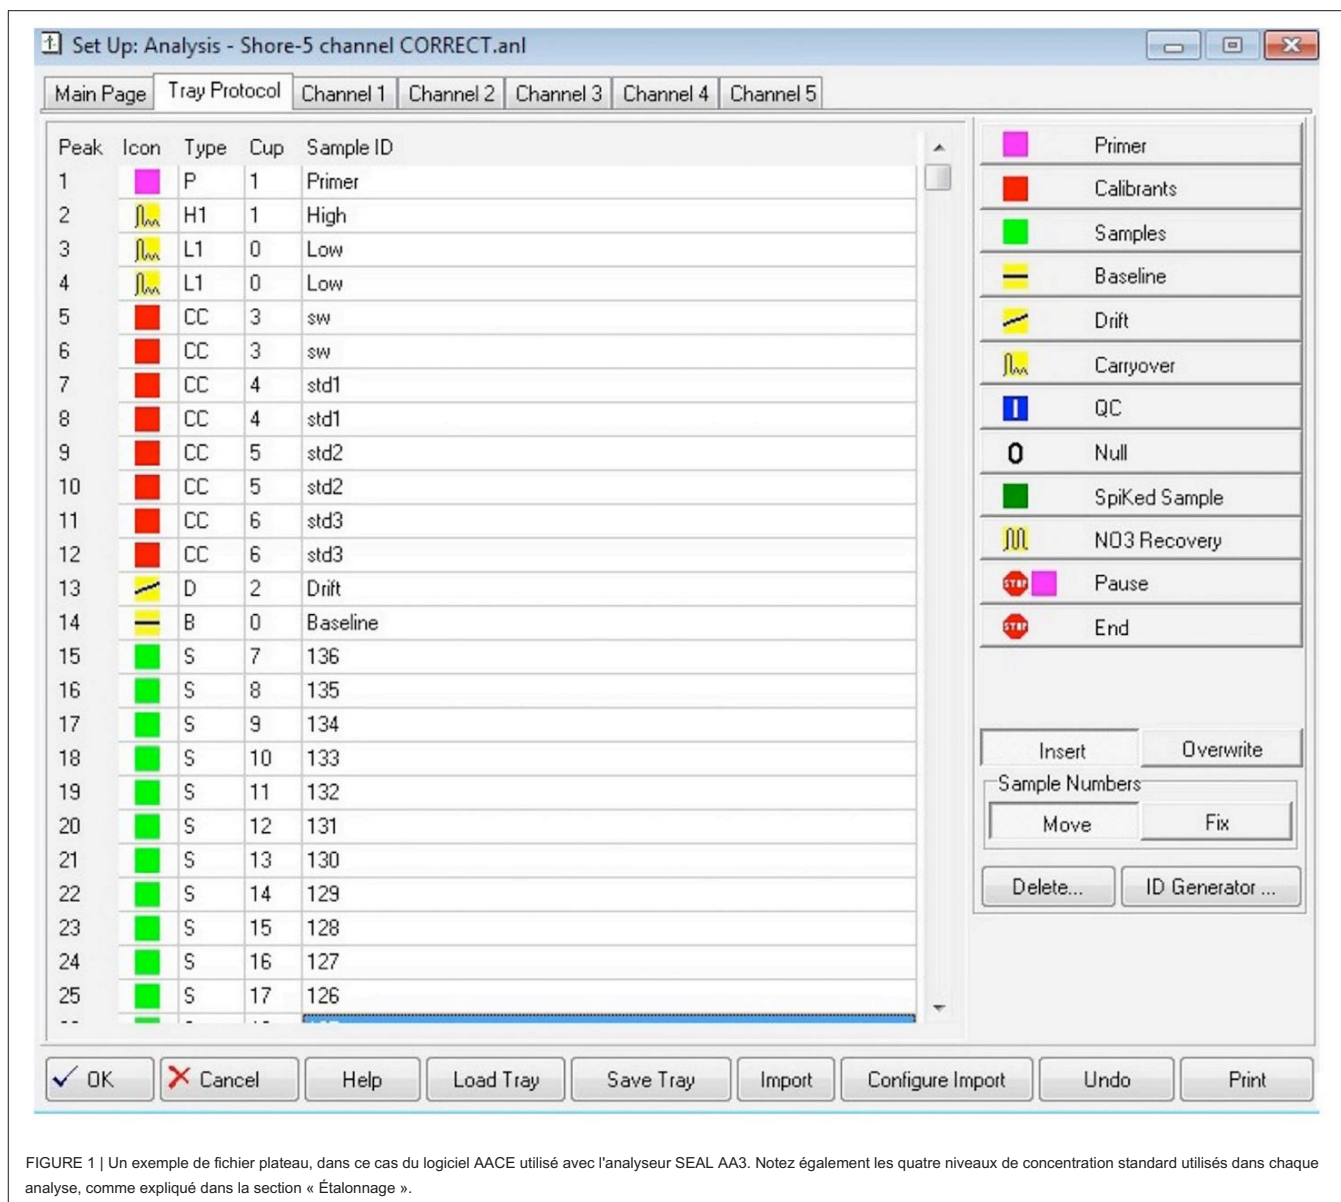 Set Up: Analysis - Shore-5 channel CORRECT.anl
Main Page Tray Protocol Channel 1 Channel 2 Channel 3 Channel 4 Channel 5
Peak Icon Type Cup Sample ID
1 P 1 Primer
2 H1 1 High
3 L1 0 Low
4 L1 0 Low
5 CC 3 sw
6 CC 3 sw
7 CC 4 std1
8 CC 4 std1
9 CC 5 std2
10 CC 5 std2
11 CC 6 std3
12 CC 6 std3
13 D 2 Drift
14 B 0 Baseline
15 S 7 136
16 S 8 135
17 S 9 134
18 S 10 133
19 S 11 132
20 S 12 131
21 S 13 130
22 S 14 129
23 S 15 128
24 S 16 127
25 S 17 126
Primer
Calibrants
Samples
Baseline
Drift
Carryover
QC
0 Null
SpiKed Sample
NO3 Recovery
STOP Pause
STOP End
Insert Overwrite
Sample Numbers
Move Fix
Delete... ID Generator ...
OK Cancel Help Load Tray Save Tray Import Configure Import Undo Print
FIGURE 1 | Un exemple de fichier plateau, dans ce cas du logiciel AACE utilisé avec l'analyseur SEAL AA3. Notez également les quatre niveaux de concentration standard utilisés dans chaque
analyse, comme expliqué dans la section « Étalonnage ».